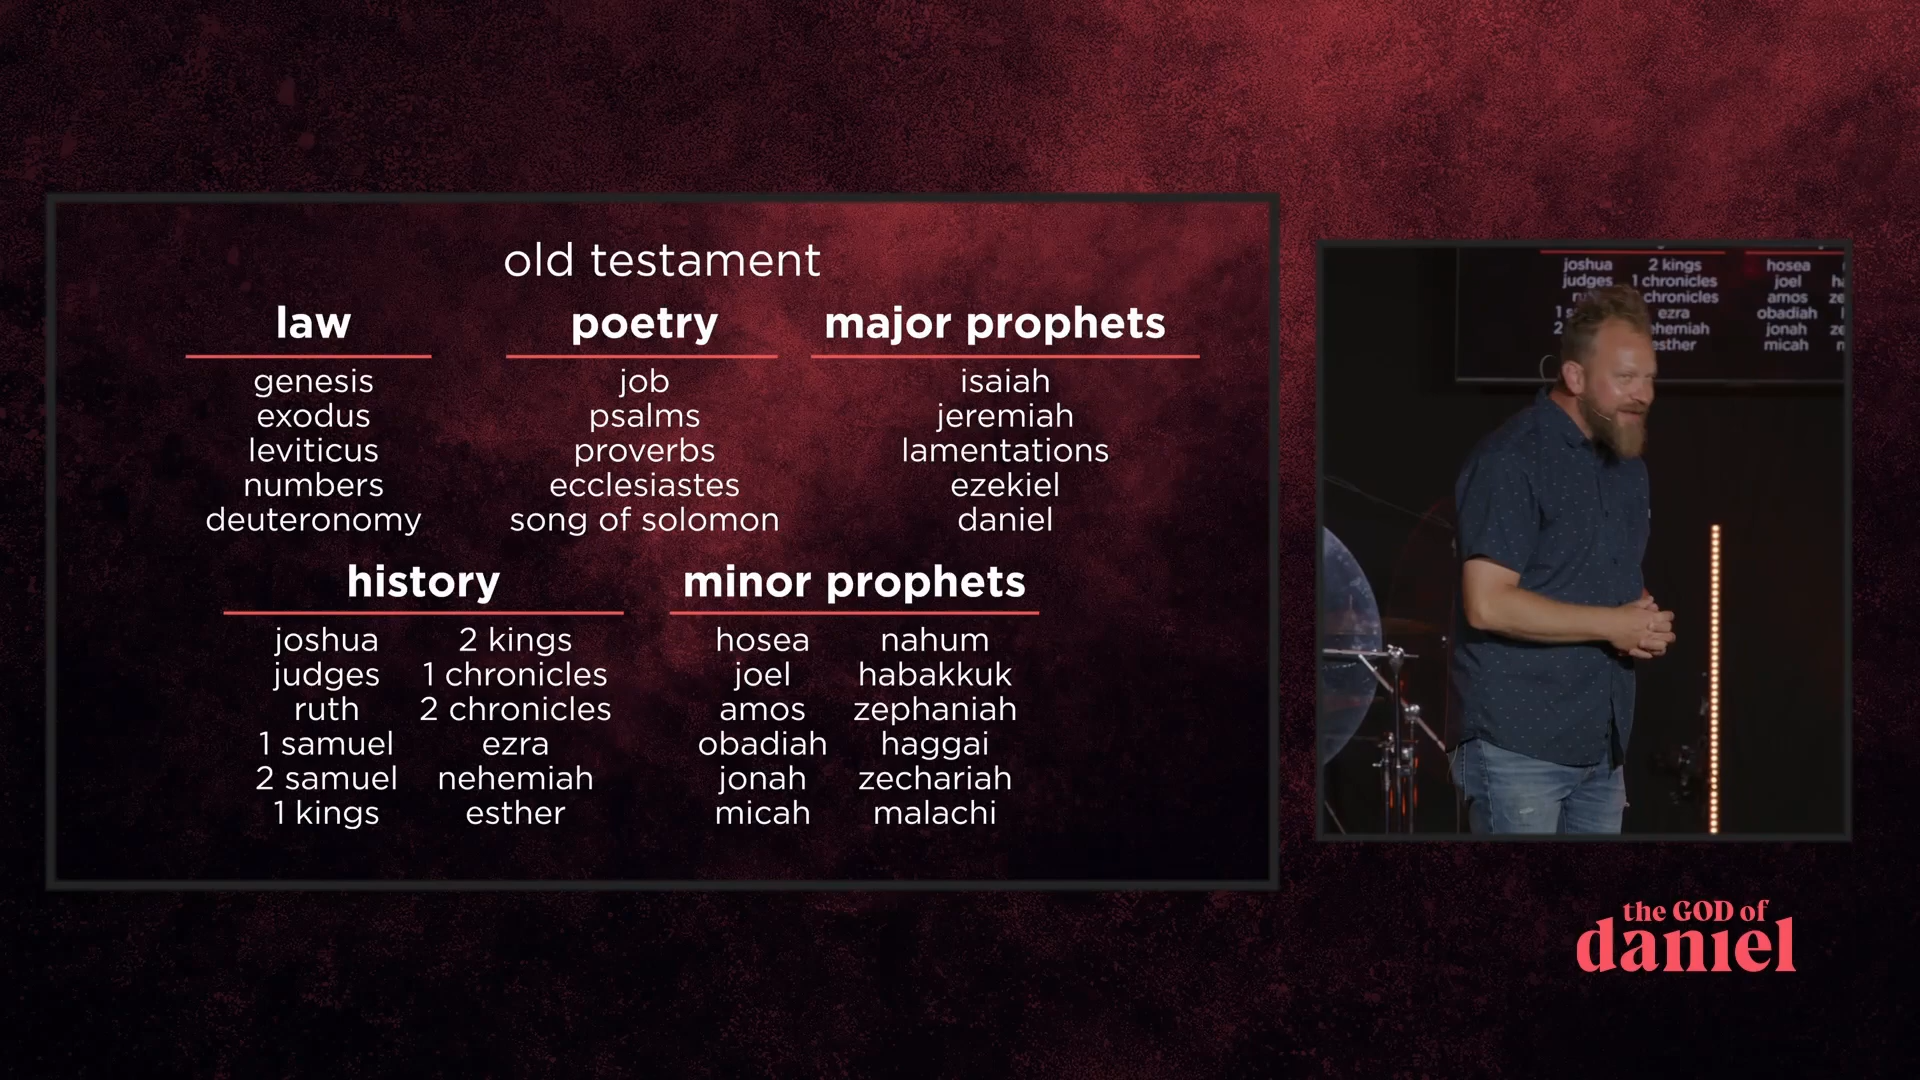 old testament
law
genesis
exodus
leviticus
numbers
deuteronomy
poetry
job
psalms
proverbs
ecclesiastes
song of solomon
major prophets
isaiah
jeremiah
lamentations
ezekiel
daniel
history
joshua
judges
ruth
1 samuel
2 samuel
1 kings
2 kings
1 chronicles
2 chronicles
ezra
nehemiah
esther
minor prophets
hosea
joel
amos
obadiah
jonah
micah
nahum
habakkuk
zephaniah
haggai
zechariah
malachi
joshua
judges
2 kings
1 chronicles
chronicles
ezra
esther
hosea
joel
amos
obadiah
jonah
micah
the GOD of
daniel